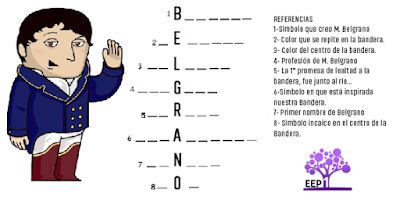 1 B
2 E
3 L
4 G
5 R
6 A
7 N
8 O
REFERENCIAS
1-Símbolo que creo M. Belgrano
2- Color que se repite en la bandera.
3- Color del centro de la bandera.
4- Profesión de M. Belgrano
5- La 1° promesa de lealtad a la
bandera, fue junto al río...
6-Símbolo en que está inspirada
nuestra Bandera.
7- Primer nombre de Belgrano
8- Símbolo incaico en el centro de la
Bandera.
EEP